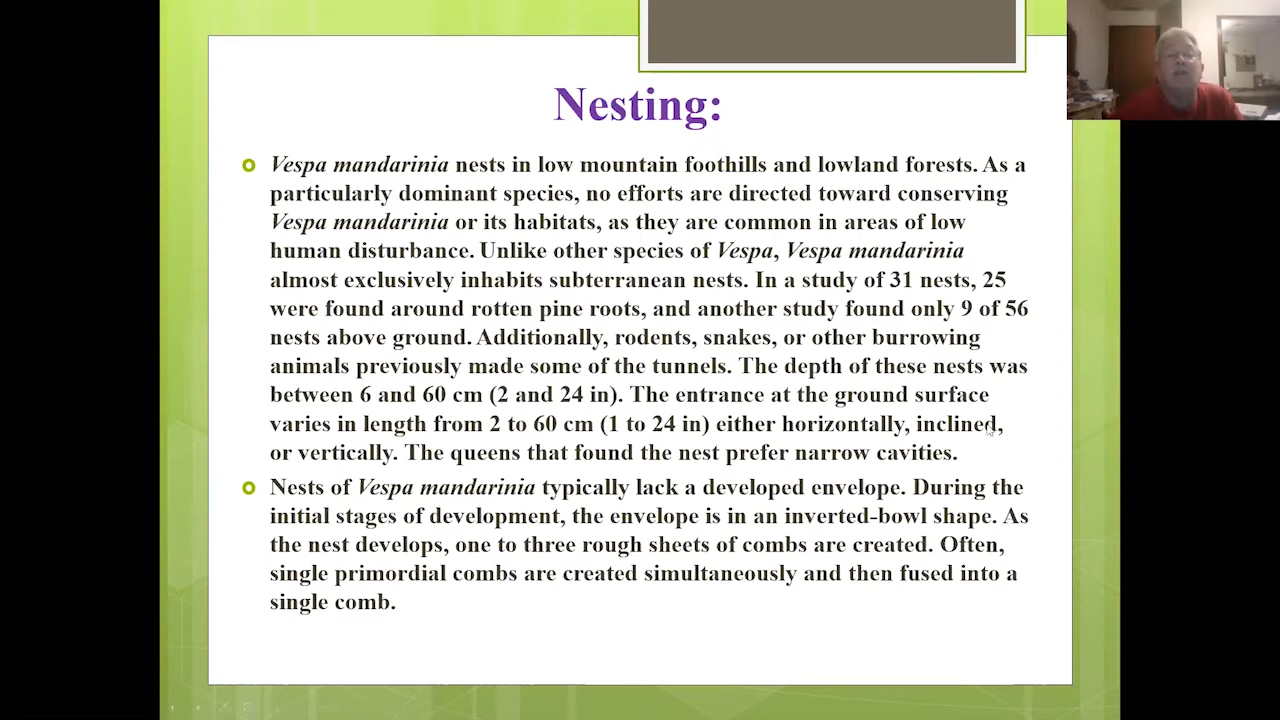 Nesting:
Vespa mandarinia nests in low mountain foothills and lowland forests. As a
particularly dominant species, no efforts are directed toward conserving
Vespa mandarinia or its habitats, as they are common in areas of low
human disturbance. Unlike other species of Vespa, Vespa mandarinia
almost exclusively inhabits subterranean nests. In a study of 31 nests, 25
were found around rotten pine roots, and another study found only 9 of 56
nests above ground. Additionally, rodents, snakes, or other burrowing
animals previously made some of the tunnels. The depth of these nests was
between 6 and 60 cm (2 and 24 in). The entrance at the ground surface
varies in length from 2 to 60 cm (1 to 24 in) either horizontally, inclined,
or vertically. The queens that found the nest prefer narrow cavities.
Nests of Vespa mandarinia typically lack a developed envelope. During the
initial stages of development, the envelope is in an inverted-bowl shape. As
the nest develops, one to three rough sheets of combs are created. Often,
single primordial combs are created simultaneously and then fused into a
single comb.